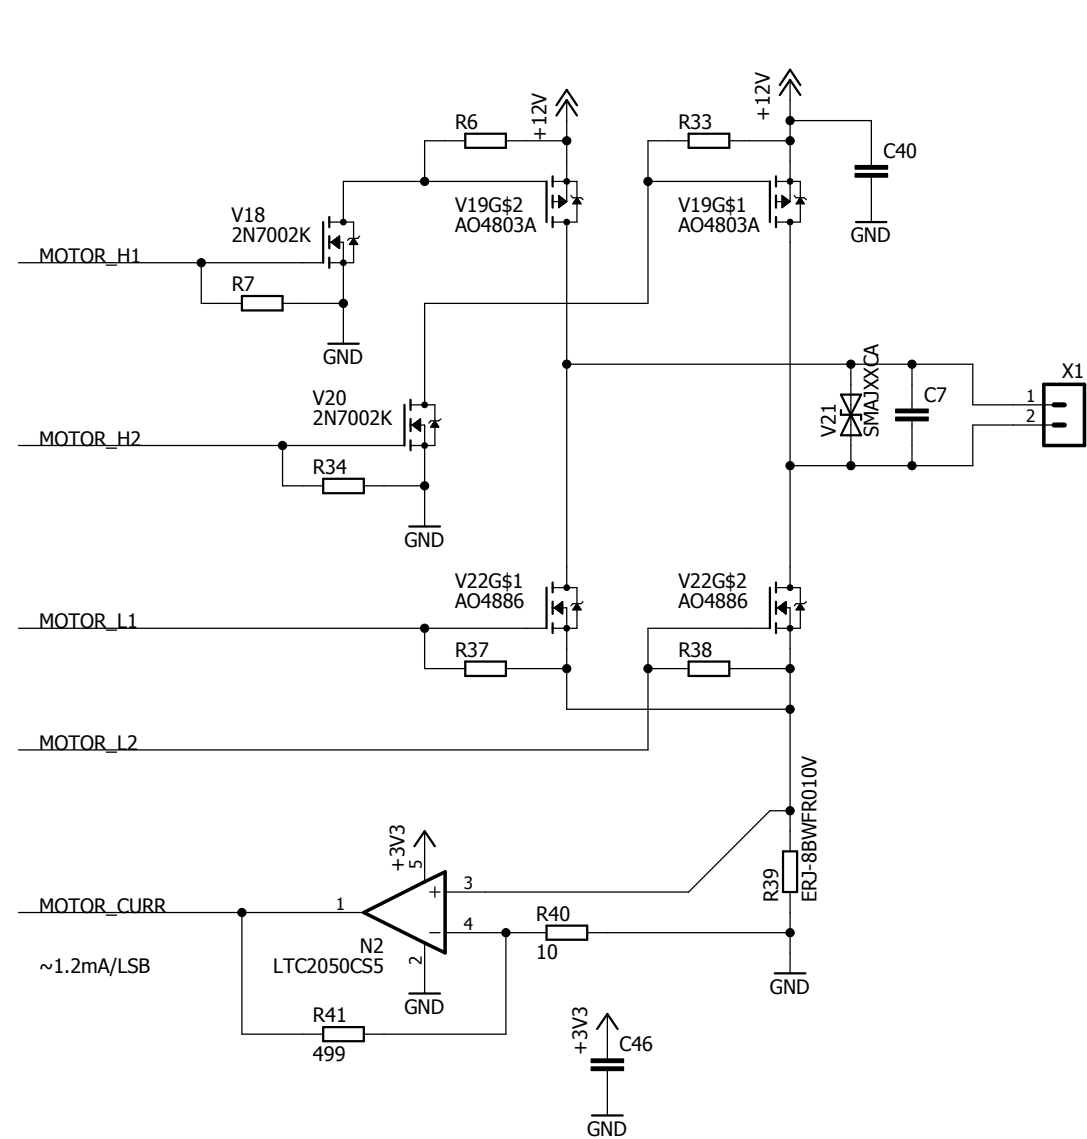 +12V
+12V
R6
R33
C40
V18
2N7002K
V19G$2
AO4803A
V19G$1
AO4803A
GND
MOTOR_H1
R7
GND
V20
2N7002K
V21
SMAJXXCA
C7
X1
1
2
MOTOR_H2
R34
GND
V22G$1
AO4886
V22G$2
AO4886
MOTOR_L1
R37
R38
MOTOR_L2
+3V3
5
R39
ERJ-8BWFR010V
3
+
MOTOR_CURR
1
4
−
R40
10
N2
LTC2050CS5
2
~1.2mA/LSB
GND
GND
R41
499
+3V3
C46
GND